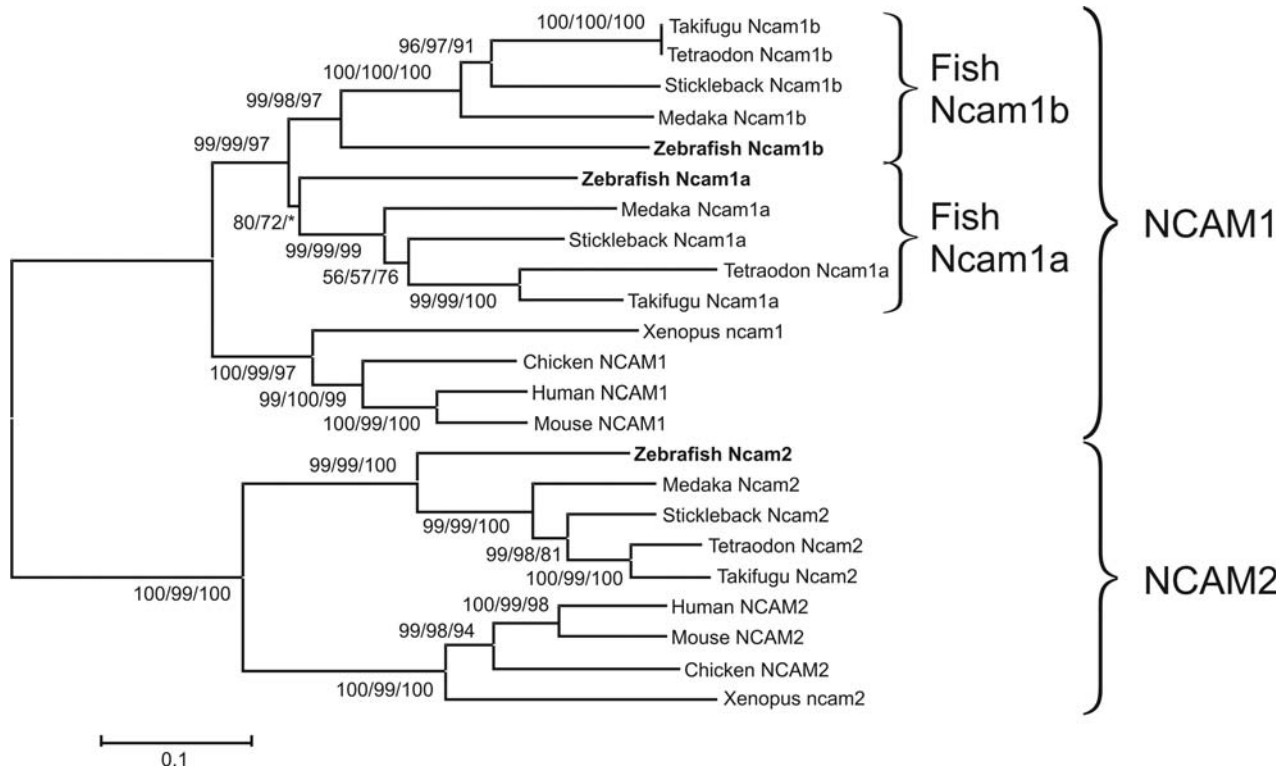 100/100/100
Takifugu Ncam1b
Tetraodon Ncam1b
96/97/91
Stickleback Ncam1b
100/100/100
Medaka Ncam1b
99/98/97
Zebrafish Ncam1b
Fish
Ncam1b
99/99/97
Zebrafish Ncam1a
80/72/*
Medaka Ncam1a
99/99/99
Stickleback Ncam1a
56/57/76
Tetraodon Ncam1a
99/99/100
Takifugu Ncam1a
Fish
Ncam1a
NCAM1
Xenopus ncam1
100/99/97
Chicken NCAM1
99/100/99
Human NCAM1
100/99/100
Mouse NCAM1
Zebrafish Ncam2
99/99/100
Medaka Ncam2
99/99/100
Stickleback Ncam2
99/98/81
Tetraodon Ncam2
100/99/100
Takifugu Ncam2
NCAM2
100/99/100
100/99/98
Human NCAM2
Mouse NCAM2
99/98/94
Chicken NCAM2
100/99/100
Xenopus ncam2
0.1